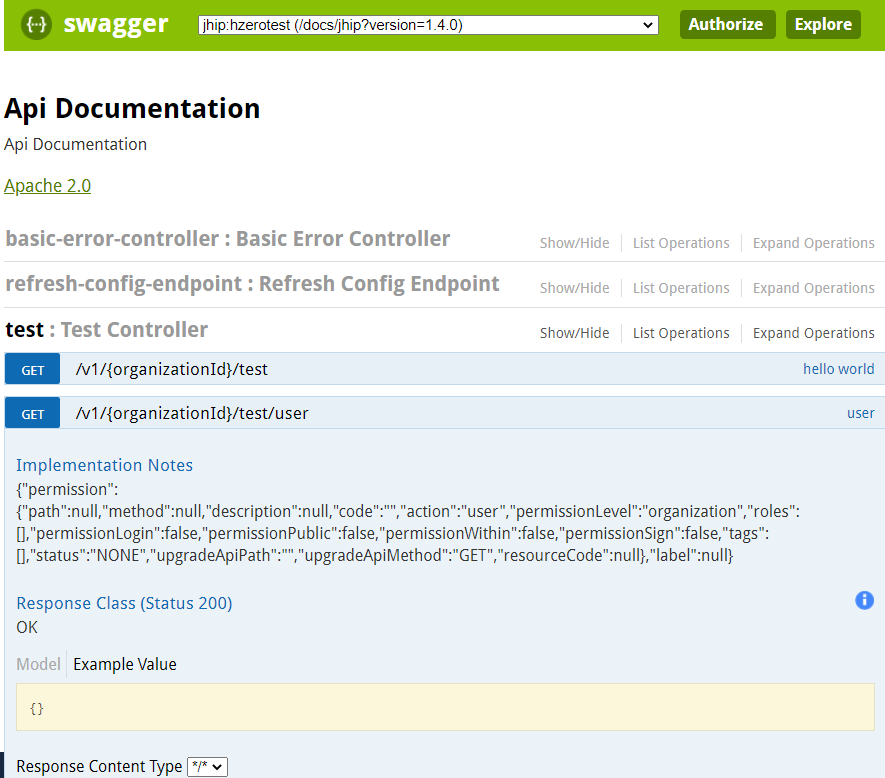 {···} swagger jhip:hzerotest (/docs/jhip?version=1.4.0) Authorize Explore
Api Documentation
Api Documentation
Apache 2.0
basic-error-controller : Basic Error Controller Show/Hide List Operations Expand Operations
refresh-config-endpoint : Refresh Config Endpoint Show/Hide List Operations Expand Operations
test : Test Controller Show/Hide List Operations Expand Operations
GET /v1/{organizationId}/test hello world
GET /v1/{organizationId}/test/user user
Implementation Notes
{"permission":
{"path":null,"method":null,"description":null,"code":"","action":"user","permissionLevel":"organization","roles":
[],"permissionLogin":false,"permissionPublic":false,"permissionWithin":false,"permissionSign":false,"tags":
[],"status":"NONE","upgradeApiPath":"","upgradeApiMethod":"GET","resourceCode":null},"label":null}
Response Class (Status 200)
OK
Model Example Value
{}
Response Content Type */*